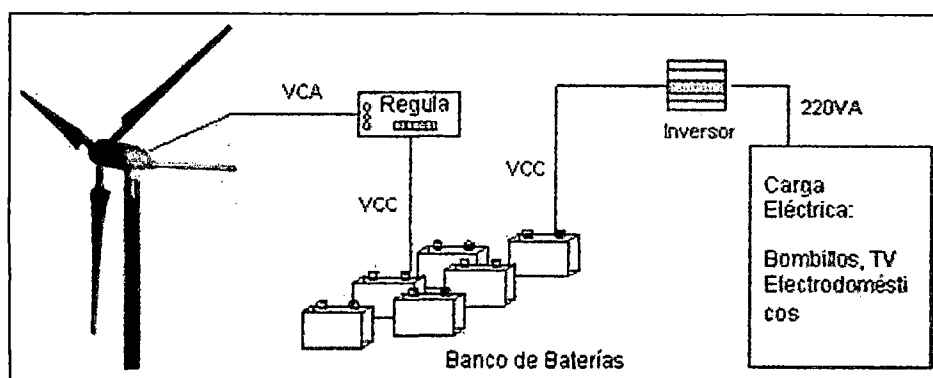 VCA
Regula
VCC
VCC
Inversor
220VA
Carga
Eléctrica:
Bombillos, TV
Electrodomésti
cos
Banco de Baterías